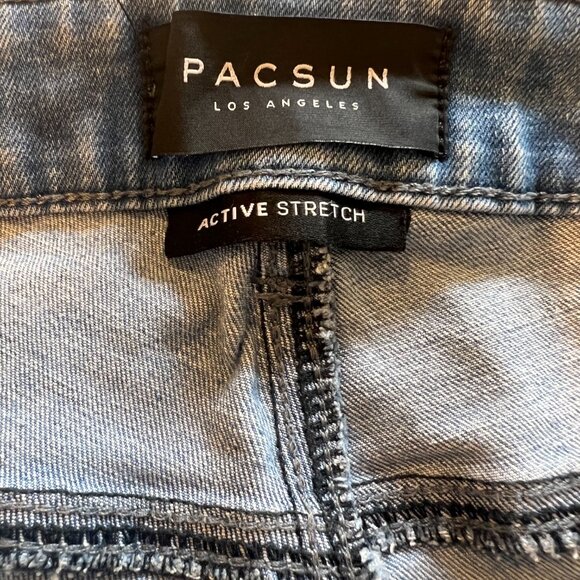 PACSUN
LOS ANGELES
ACTIVE STRETCH